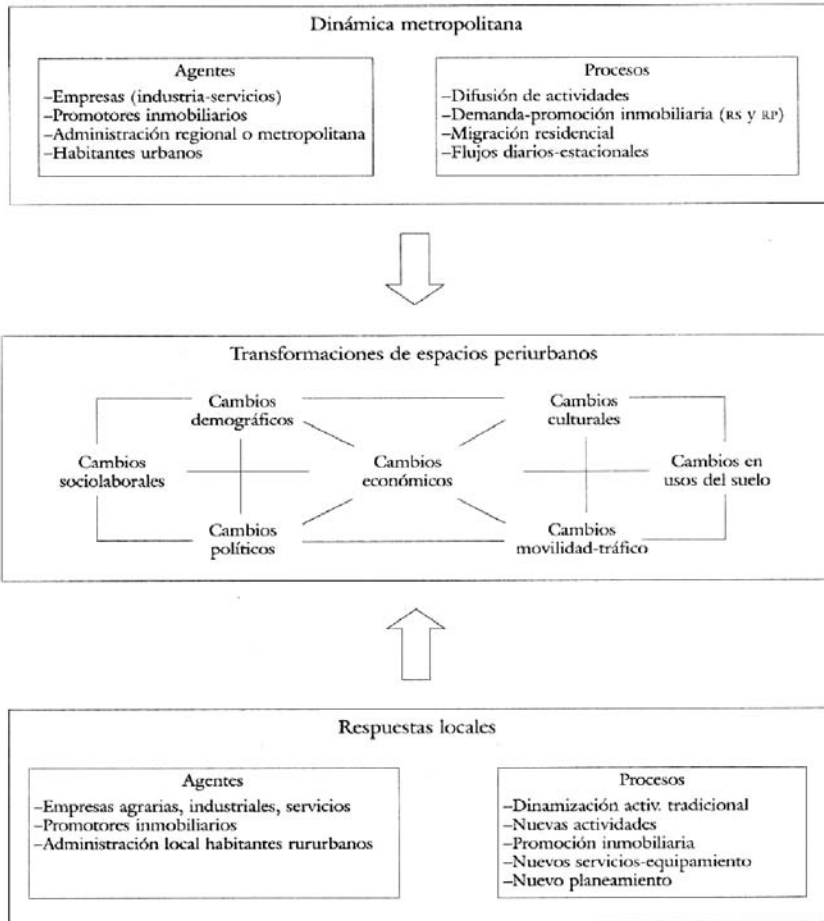 Dinámica metropolitana
Agentes
–Empresas (industria-servicios)
–Promotores inmobiliarios
–Administración regional o metropolitana
–Habitantes urbanos
Procesos
–Difusión de actividades
–Demanda-promoción inmobiliaria (RS y RP)
–Migración residencial
–Flujos diarios-estacionales
Transformaciones de espacios periurbanos
Cambios
demográficos
Cambios
culturales
Cambios
sociolaborales
Cambios
económicos
Cambios en
usos del suelo
Cambios
políticos
Cambios
movilidad-tráfico
Respuestas locales
Agentes
–Empresas agrarias, industriales, servicios
–Promotores inmobiliarios
–Administración local habitantes rururbanos
Procesos
–Dinamización activ. tradicional
–Nuevas actividades
–Promoción inmobiliaria
–Nuevos servicios-equipamiento
–Nuevo planeamiento